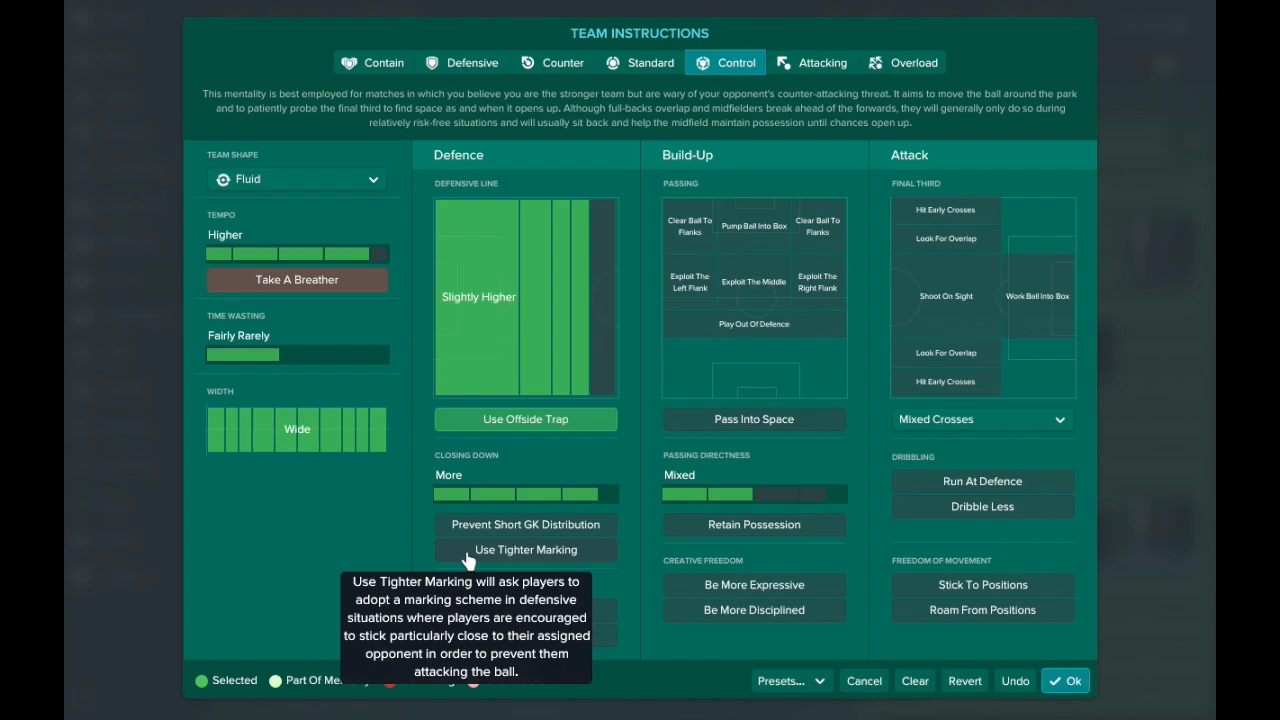 TEAM INSTRUCTIONS
Contain
Defensive
Counter
Standard
Control
Attacking
Overload
This mentality is best employed for matches in which you believe you are the stronger team but are wary of your opponent's counter-attacking threat. It aims to move the ball around the park
and to patiently probe the final third to find space as and when it opens up. Although full-backs overlap and midfielders break ahead of the forwards, they will generally only do so during
relatively risk-free situations and will usually sit back and help the midfield maintain possession until chances open up.
TEAM SHAPE
Fluid
TEMPO
Higher
Take A Breather
TIME WASTING
Fairly Rarely
WIDTH
Wide
Defence
DEFENSIVE LINE
Slightly Higher
Use Offside Trap
CLOSING DOWN
More
Prevent Short GK Distribution
Use Tighter Marking
Use Tighter Marking will ask players to
adopt a marking scheme in defensive
situations where players are encouraged
to stick particularly close to their assigned
opponent in order to prevent them
attacking the ball.
Build-Up
PASSING
Clear Ball To
Flanks
Pump Ball Into Box
Clear Ball To
Flanks
Exploit The
Left Flank
Exploit The Middle
Exploit The
Right Flank
Play Out Of Defence
Pass Into Space
PASSING DIRECTNESS
Mixed
Retain Possession
CREATIVE FREEDOM
Be More Expressive
Be More Disciplined
Attack
FINAL THIRD
Hit Early Crosses
Look For Overlap
Shoot On Sight
Work Ball Into Box
Look For Overlap
Hit Early Crosses
Mixed Crosses
DRIBBLING
Run At Defence
Dribble Less
FREEDOM OF MOVEMENT
Stick To Positions
Roam From Positions
Selected
Part Of
Presets...
Cancel
Clear
Revert
Undo
Ok